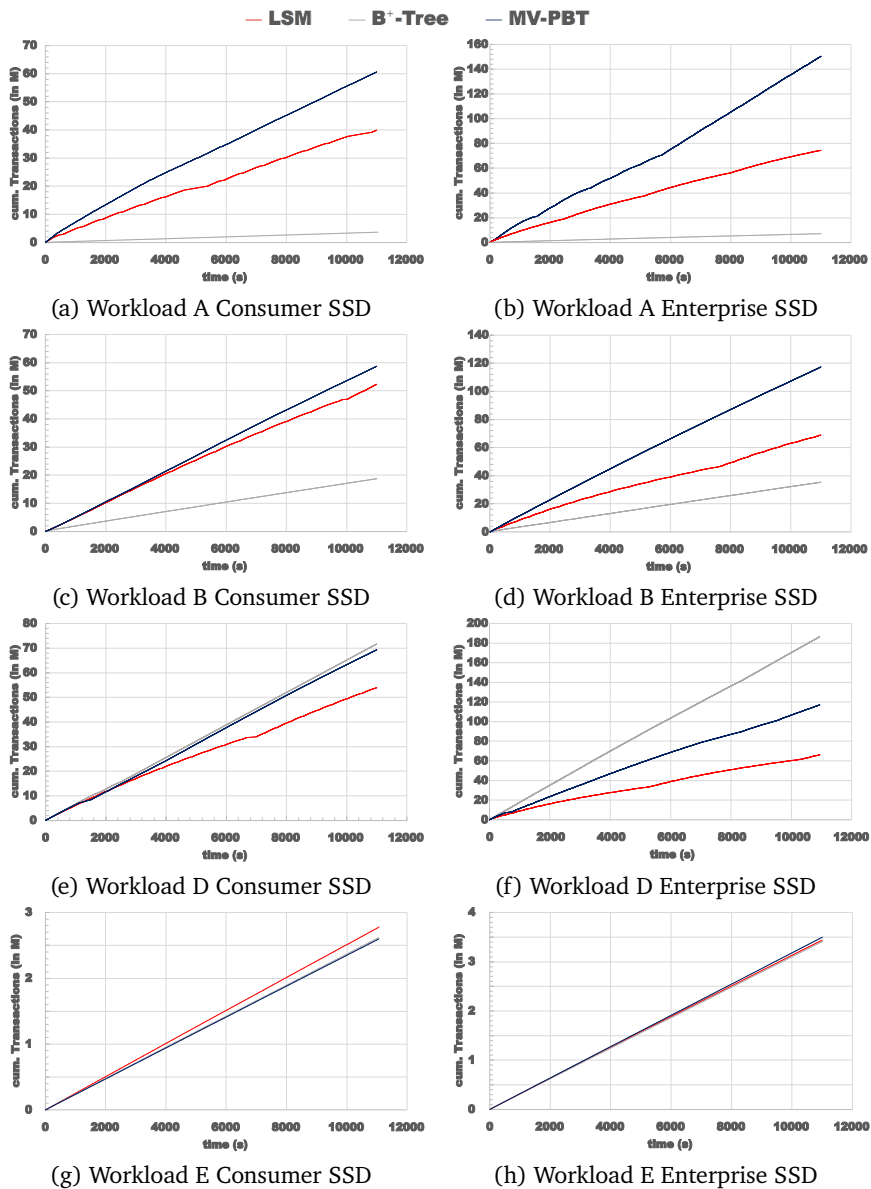 LSM B⁺-Tree MV-PBT
cum. Transactions (in M)
70
60
50
40
30
20
10
0
0 2000 4000 6000 8000 10000 12000
time (s)
(a) Workload A Consumer SSD
cum. Transactions (in M)
160
140
120
100
80
60
40
20
0
0 2000 4000 6000 8000 10000 12000
time (s)
(b) Workload A Enterprise SSD
cum. Transactions (in M)
70
60
50
40
30
20
10
0
0 2000 4000 6000 8000 10000 12000
time (s)
(c) Workload B Consumer SSD
cum. Transactions (in M)
140
120
100
80
60
40
20
0
0 2000 4000 6000 8000 10000 12000
time (s)
(d) Workload B Enterprise SSD
cum. Transactions (in M)
80
70
60
50
40
30
20
10
0
0 2000 4000 6000 8000 10000 12000
time (s)
(e) Workload D Consumer SSD
cum. Transactions (in M)
200
180
160
140
120
100
80
60
40
20
0
0 2000 4000 6000 8000 10000 12000
time (s)
(f) Workload D Enterprise SSD
cum. Transactions (in M)
3
2
1
0
0 2000 4000 6000 8000 10000 12000
time (s)
(g) Workload E Consumer SSD
cum. Transactions (in M)
4
3
2
1
0
0 2000 4000 6000 8000 10000 12000
time (s)
(h) Workload E Enterprise SSD